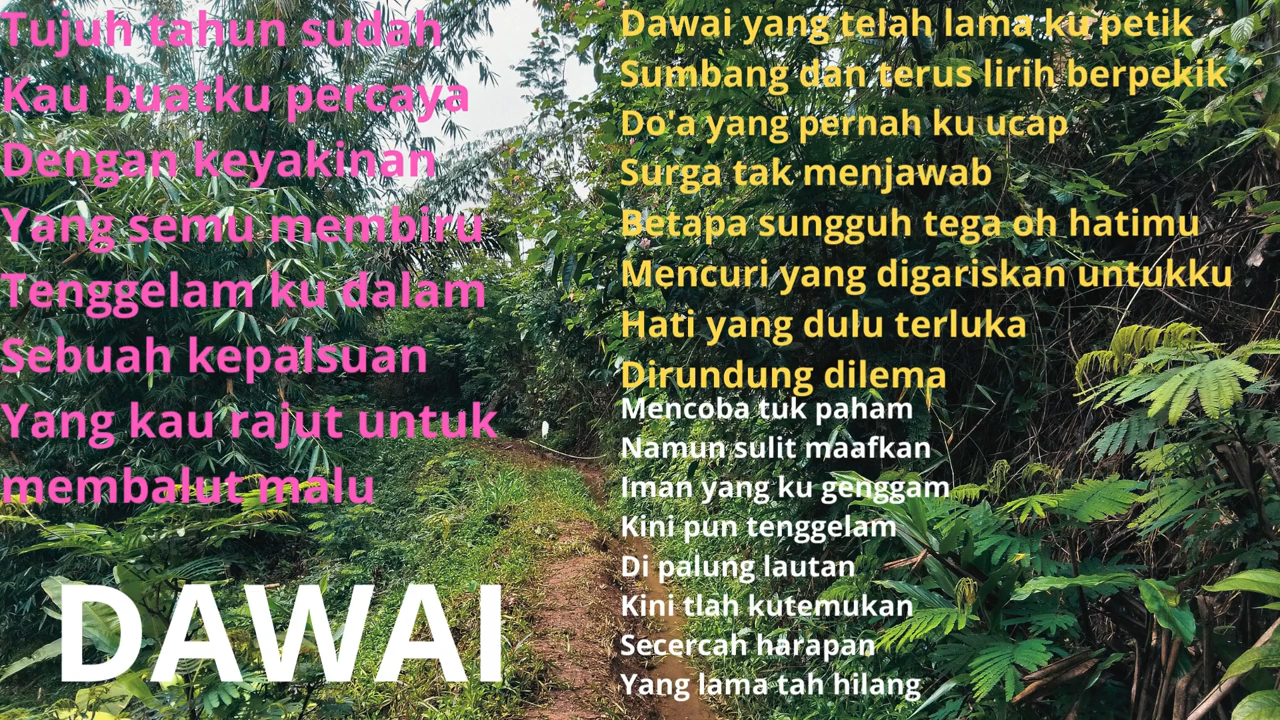 Tujuh tahun sudah
Kau buatku percaya
Dengan keyakinan
Yang semu membiru
Tenggelam ku dalam
Sebuah kepalsuan
Yang kau rajut untuk
membalut malu
DAWAI
Dawai yang telah lama ku petik
Sumbang dan terus lirih berpekik
Do'a yang pernah ku ucap
Surga tak menjawab
Betapa sungguh tega oh hatimu
Mencuri yang digariskan untukku
Hati yang dulu terluka
Dirundung dilema
Mencoba tuk paham
Namun sulit maafkan
Iman yang ku genggam
Kini pun tenggelam
Di palung lautan
Kini tlah kutemukan
Secercah harapan
Yang lama tah hilang